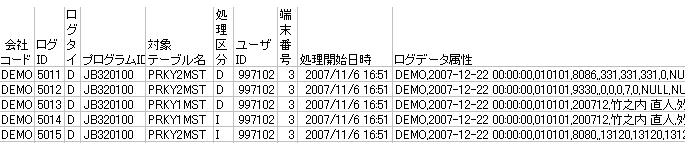 会社コード ログID ログタイ プログラムID 対象テーブル名 処理区分 ユーザID 端末番号 処理開始日時 ログデータ属性
DEMO 5011 D JB320100 PRKY2MST D 997102 3 2007/11/6 16:51 DEMO,2007-12-22 00:00:00,010101,8086,,331,331,331,0,NU
DEMO 5012 D JB320100 PRKY2MST D 997102 3 2007/11/6 16:51 DEMO,2007-12-22 00:00:00,010101,9330,,0,0,0,7,0,NULL,NU
DEMO 5013 D JB320100 PRKY2MST D 997102 3 2007/11/6 16:51 DEMO,2007-12-22 00:00:00,010101,200712,竹之内 直人,タ
DEMO 5014 D JB320100 PRKY1MST I 997102 3 2007/11/6 16:51 DEMO,2007-12-22 00:00:00,010101,200712,竹之内 直人,タ
DEMO 5015 D JB320100 PRKY2MST I 997102 3 2007/11/6 16:51 DEMO,2007-12-22 00:00:00,010101,8080,,13120,13120,1312